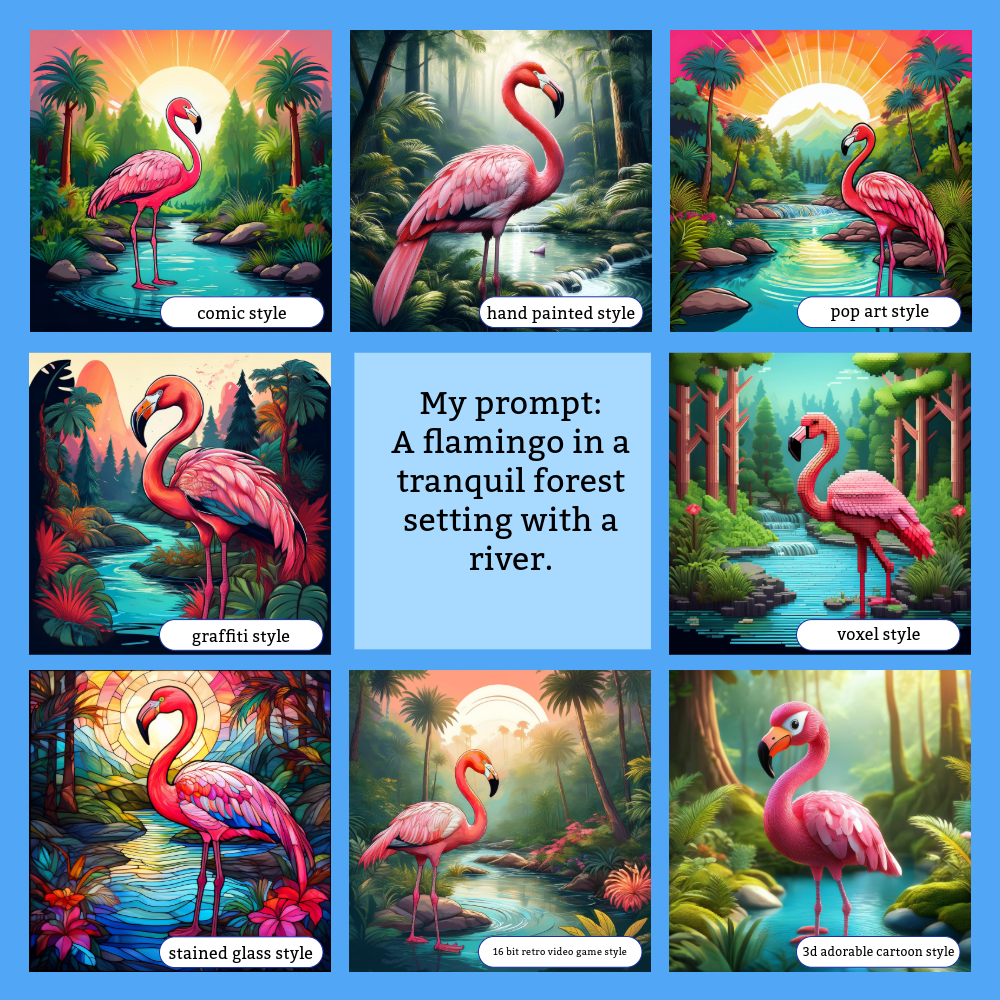 comic style
hand painted style
pop art style
graffiti style
My prompt:
A flamingo in a
tranquil forest
setting with a
river.
voxel style
stained glass style
16 bit retro video game style
3d adorable cartoon style